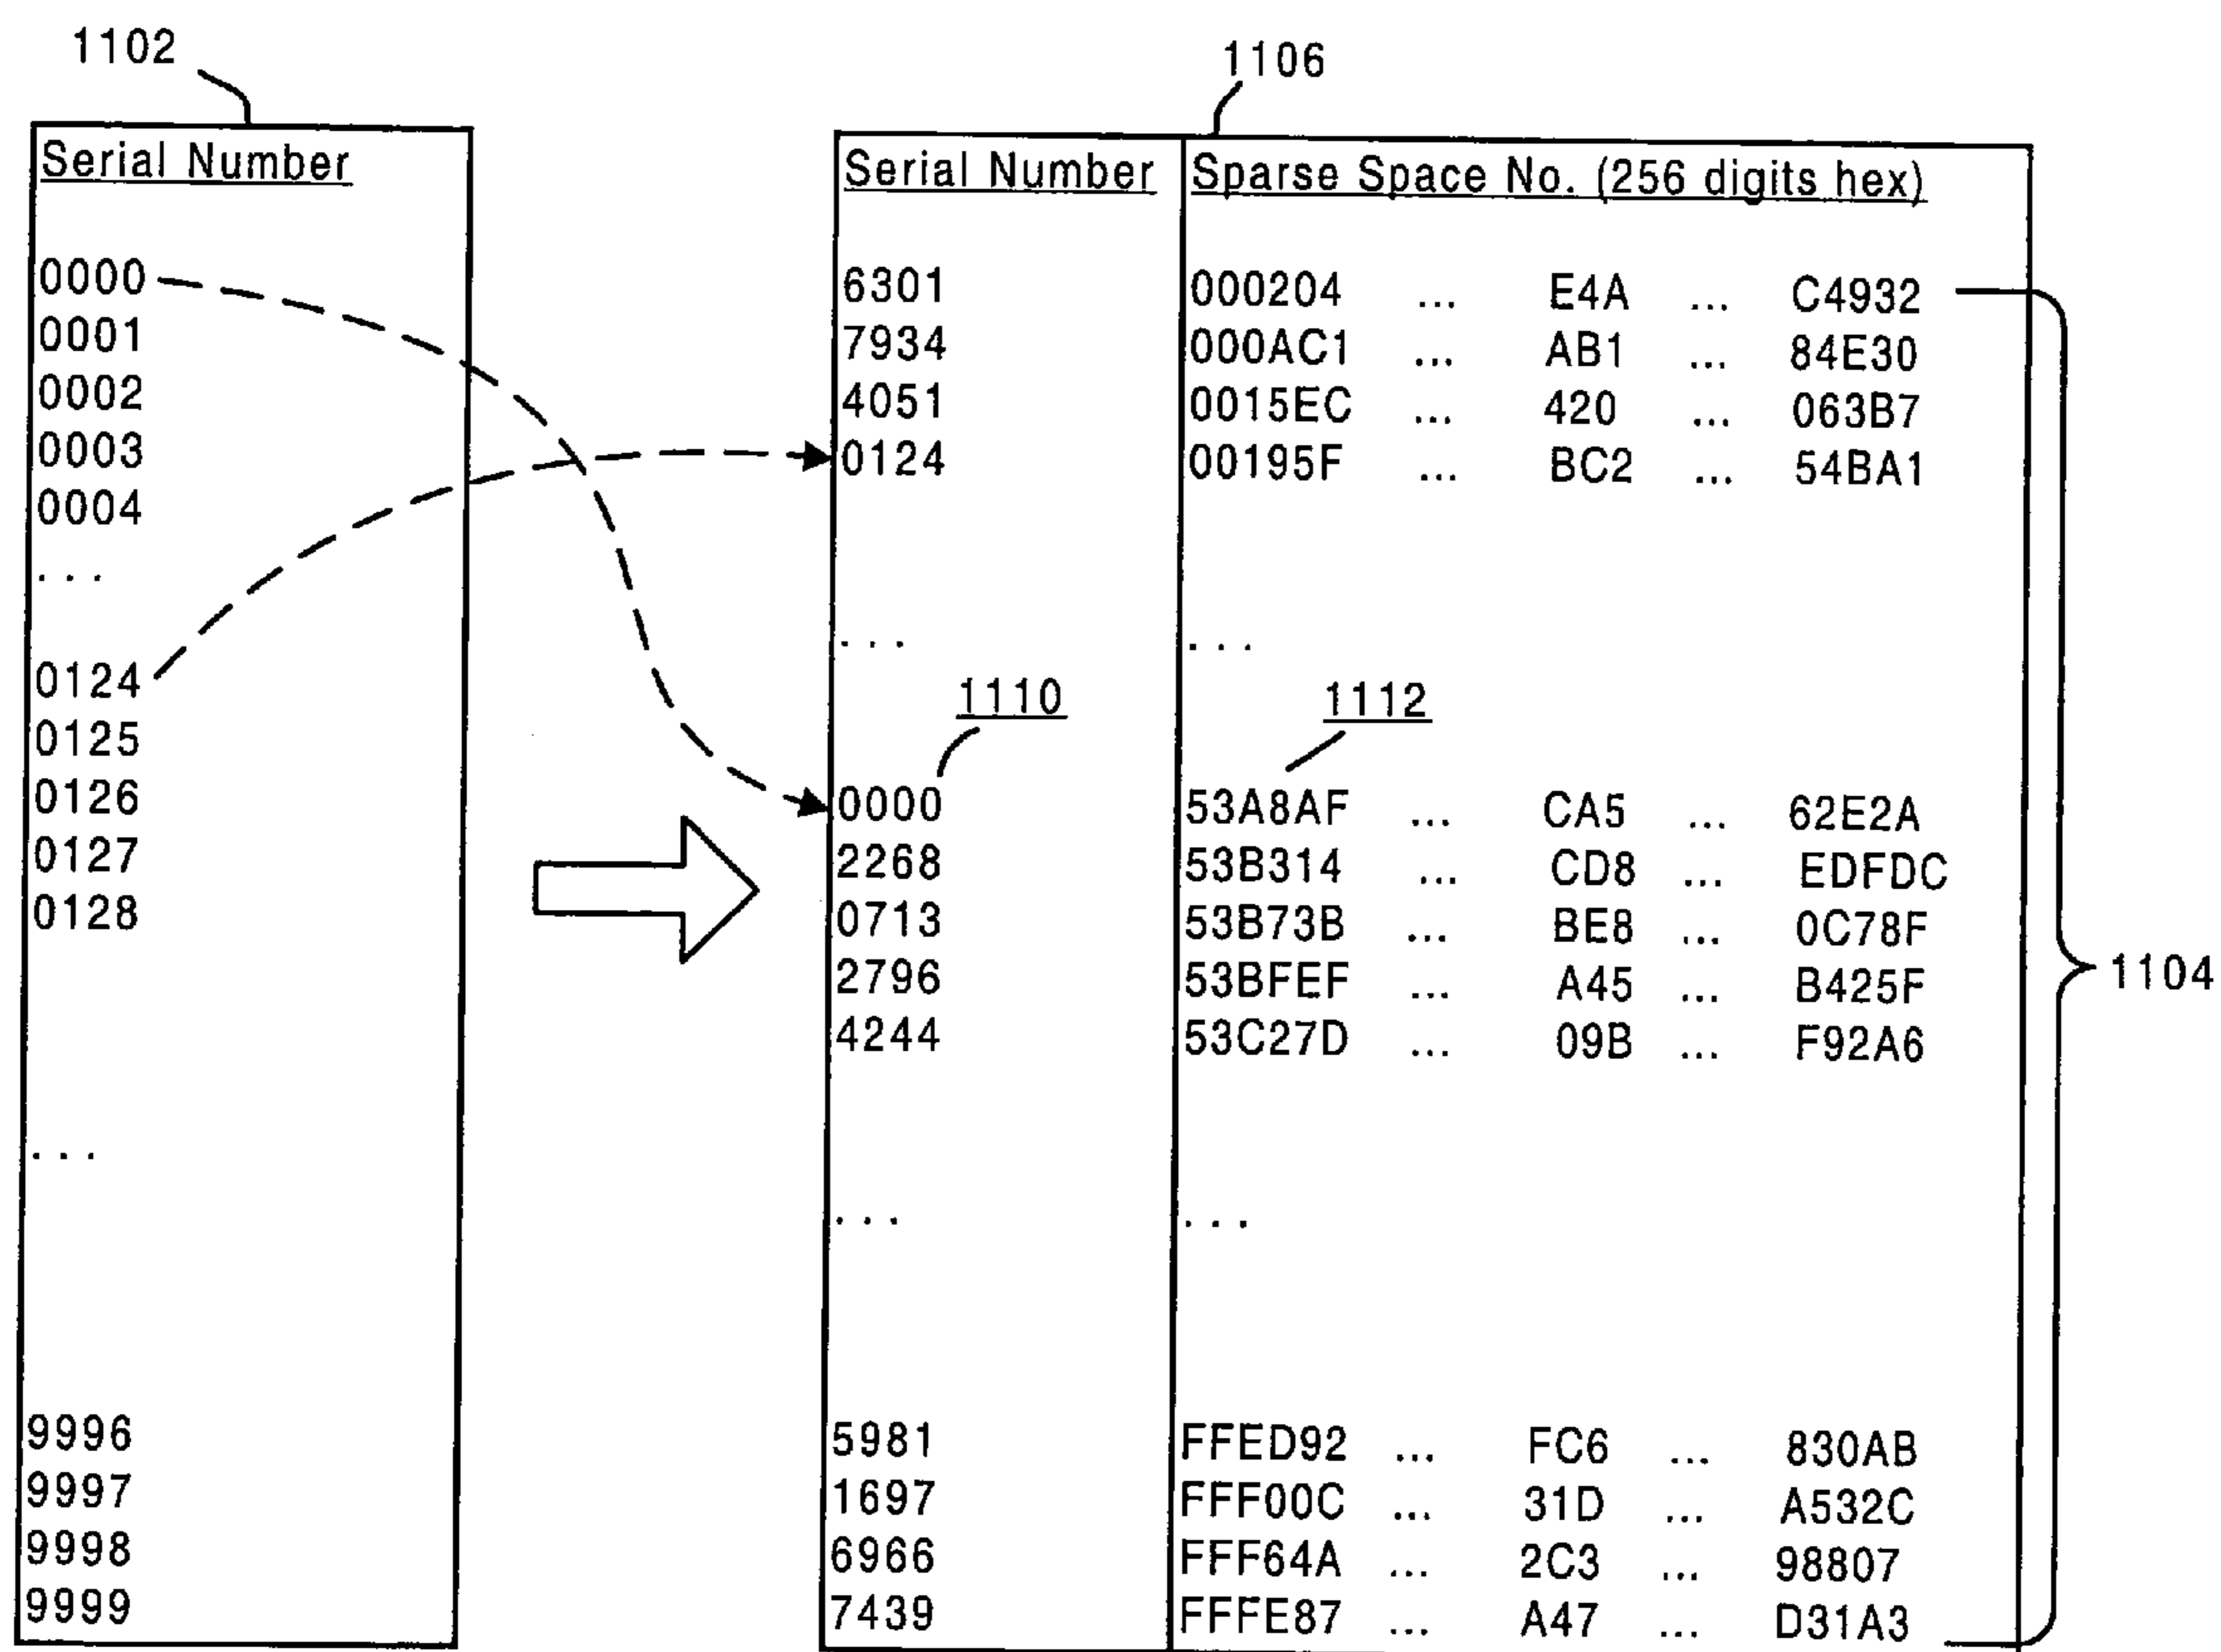 1102
1106
Serial Number
0000
0001
0002
0003
0004
...
0124
0125
0126
0127
0128
...
9996
9997
9998
9999
Serial Number Sparse Space No. (256 digits hex)
6301 000204 ... E4A ... C4932
7934 000AC1 ... AB1 ... 84E30
4051 0015EC ... 420 ... 063B7
0124 00195F ... BC2 ... 54BA1
... ...
1110 1112
0000 53A8AF ... CA5 ... 62E2A
2268 53B314 ... CD8 ... EDFDC
0713 53B73B ... BE8 ... 0C78F
2796 53BFEF ... A45 ... B425F
4244 53C27D ... 09B ... F92A6
... ...
5981 FFED92 ... FC6 ... 830AB
1697 FFF00C ... 31D ... A532C
6966 FFF64A ... 2C3 ... 98807
7439 FFFE87 ... A47 ... D31A3
1104